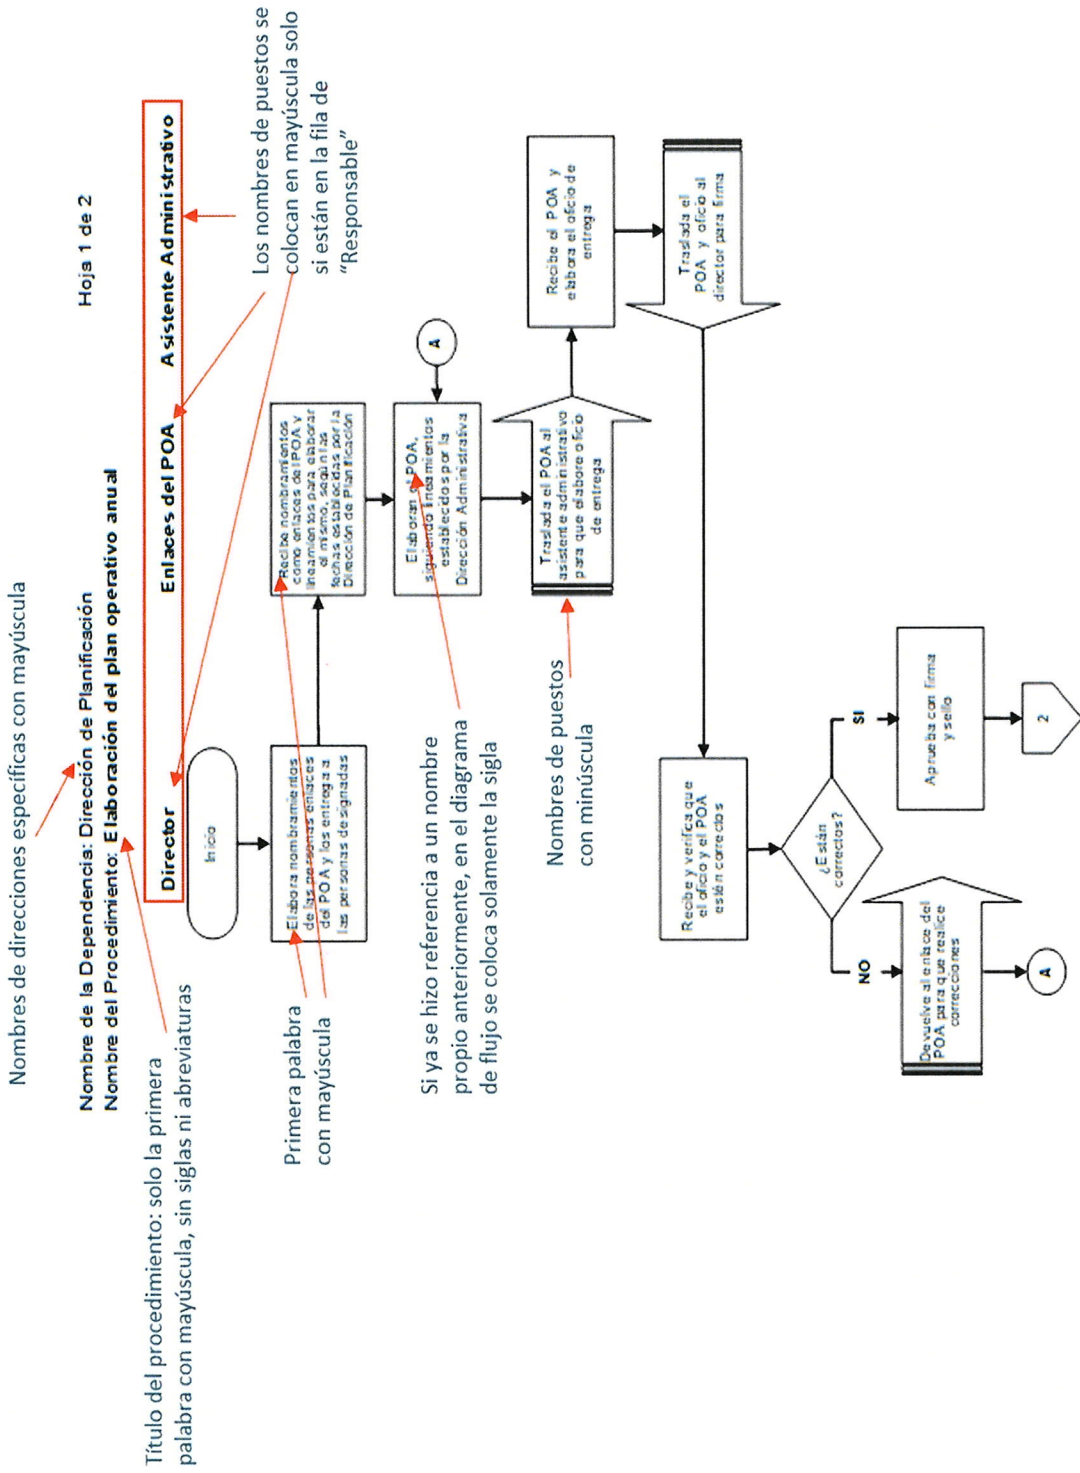 Nombres de direcciones específicas con mayúscula
Nombre de la Dependencia: Dirección de Planificación
Nombre del Procedimiento: Elaboración del plan operativo anual
Hoja 1 de 2
Título del procedimiento: solo la primera
palabra con mayúscula, sin siglas ni abreviaturas
Director
Enlaces del POA
Asistente Administrativo
Los nombres de puestos se
colocan en mayúscula solo
si están en la fila de
“Responsable”
Inicio
Elabora nombramientos
de las personas enlaces
del POA y los entrega a
las personas designadas
Primera palabra
con mayúscula
Recibe nombramientos
como enlaces del POA y
lineamientos para elaborar
el mismo, según las
fechas establecidas por la
Dirección de Planificación
Elaboran el POA,
siguiendo lineamientos
establecidos por la
Dirección Administrativa
A
Si ya se hizo referencia a un nombre
propio anteriormente, en el diagrama
de flujo se coloca solamente la sigla
Traslada el POA al
asistente administrativo
para que elabore oficio
de entrega
Nombres de puestos
con minúscula
Recibe el POA y
elabora el oficio de
entrega
Traslada el
POA y oficio al
director para firma
Recibe y verifica que
el oficio y el POA
estén correctos
¿Están
correctos?
NO
SI
Devuelve al enlace del
POA para que realice
correcciones
A
Aprueba con firma
y sello
2